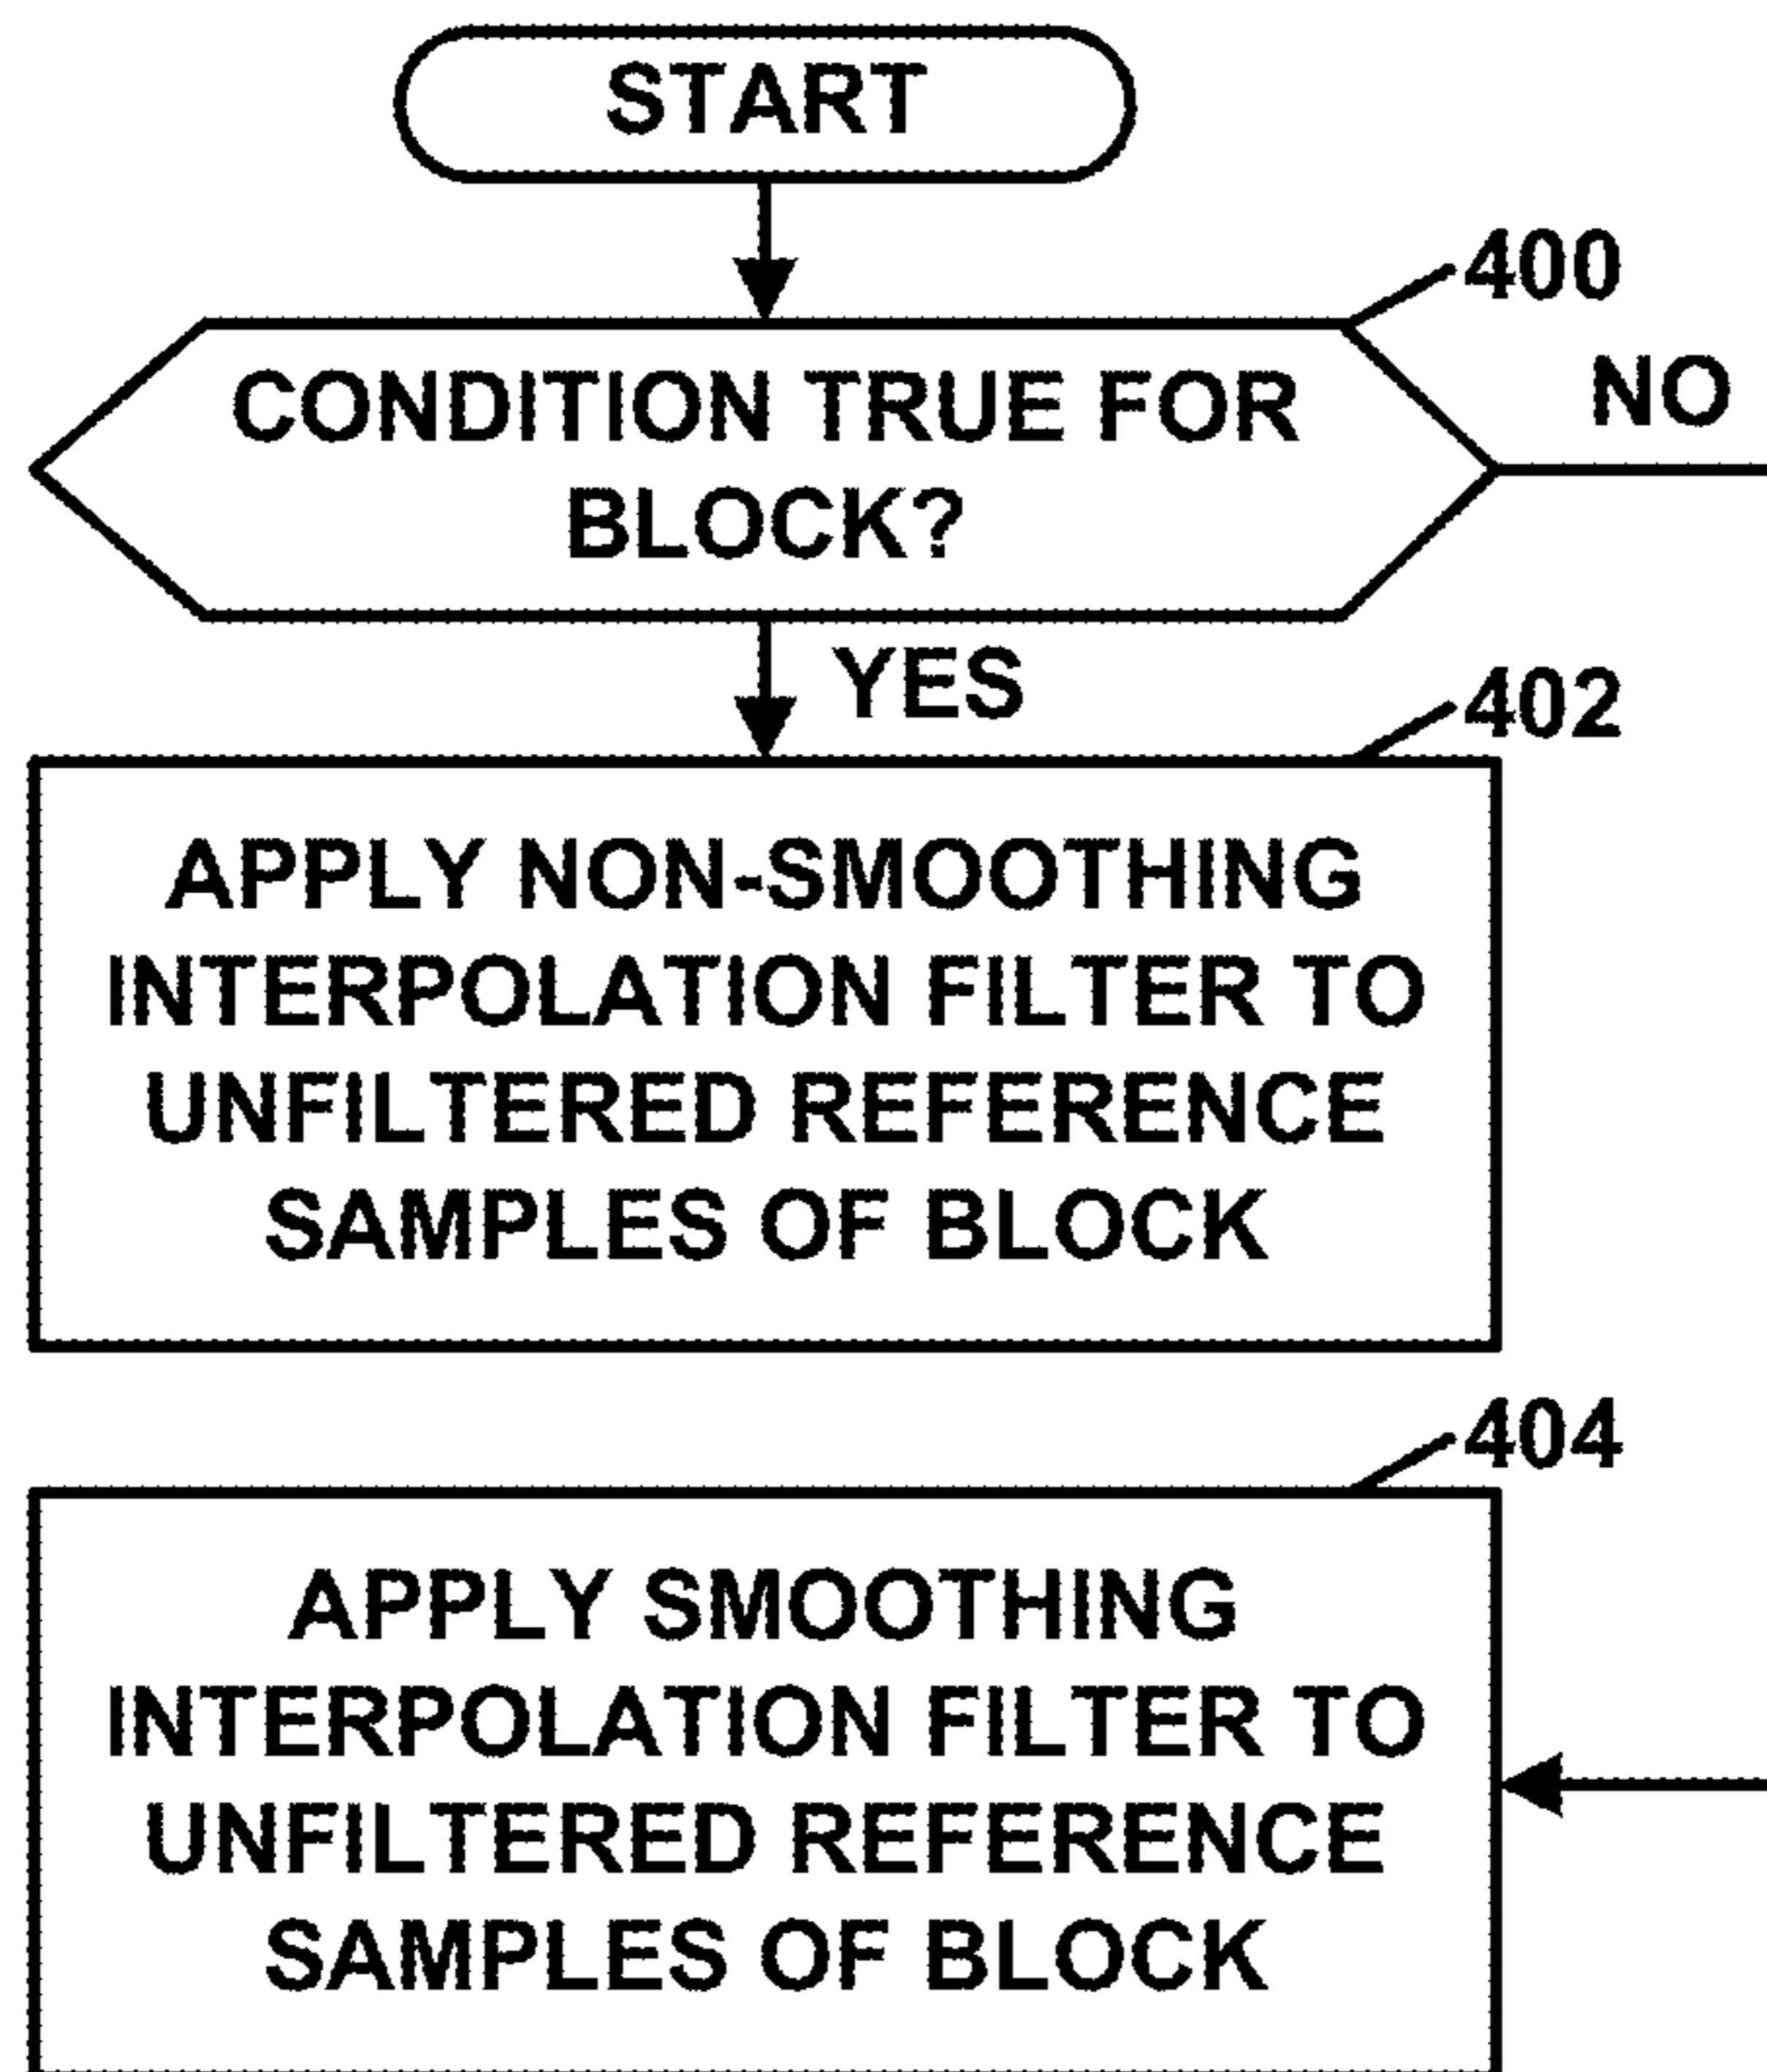 START
400
CONDITION TRUE FOR
BLOCK?
NO
YES
402
APPLY NON-SMOOTHING
INTERPOLATION FILTER TO
UNFILTERED REFERENCE
SAMPLES OF BLOCK
404
APPLY SMOOTHING
INTERPOLATION FILTER TO
UNFILTERED REFERENCE
SAMPLES OF BLOCK